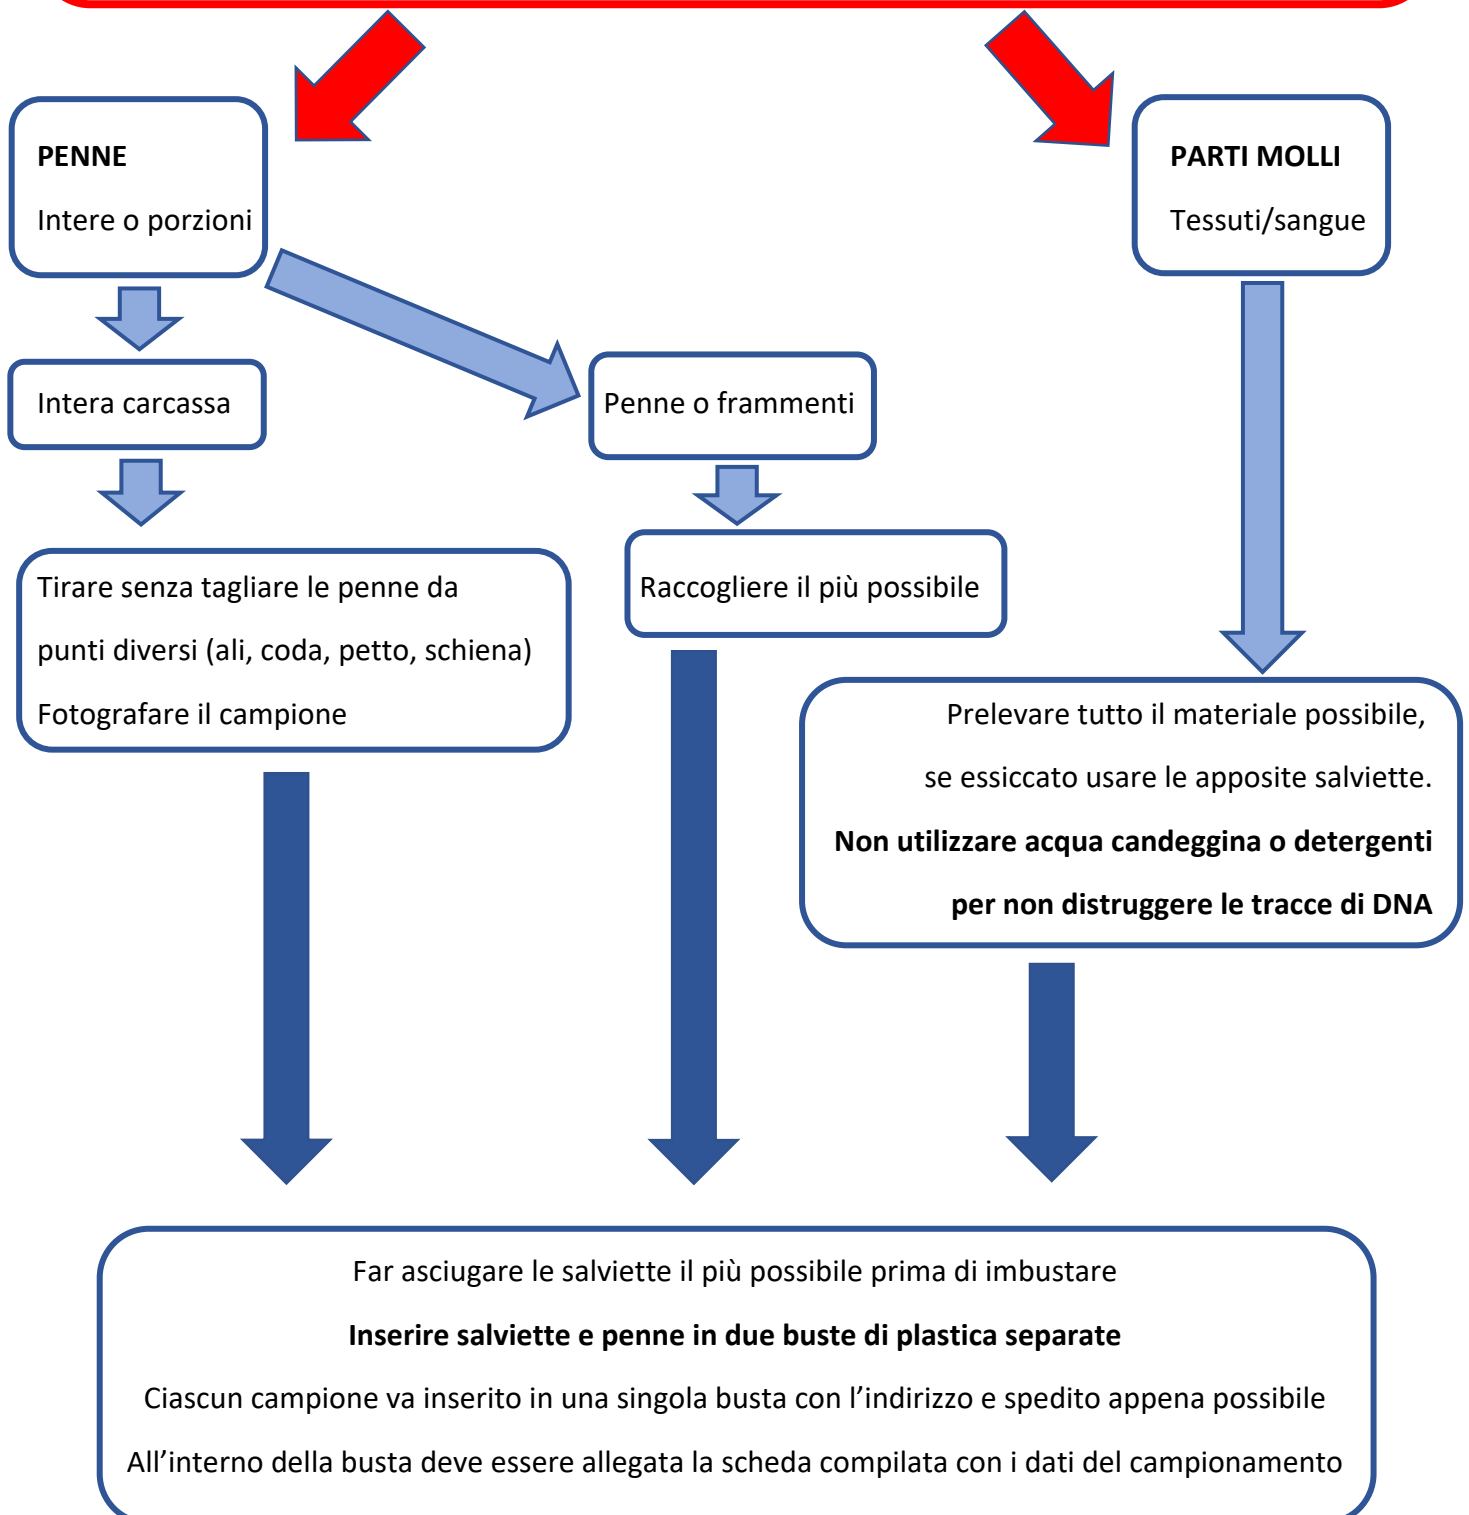 PENNE
Intere o porzioni
PARTI MOLLI
Tessuti/sangue
Intera carcassa
Penne o frammenti
Tirare senza tagliare le penne da
punti diversi (ali, coda, petto, schiena)
Fotografare il campione
Raccogliere il più possibile
Prelevare tutto il materiale possibile,
se essiccato usare le apposite salviette.
Non utilizzare acqua candeggina o detergenti
per non distruggere le tracce di DNA
Far asciugare le salviette il più possibile prima di imbustare
Inserire salviette e penne in due buste di plastica separate
Ciascun campione va inserito in una singola busta con l’indirizzo e spedito appena possibile
All’interno della busta deve essere allegata la scheda compilata con i dati del campionamento